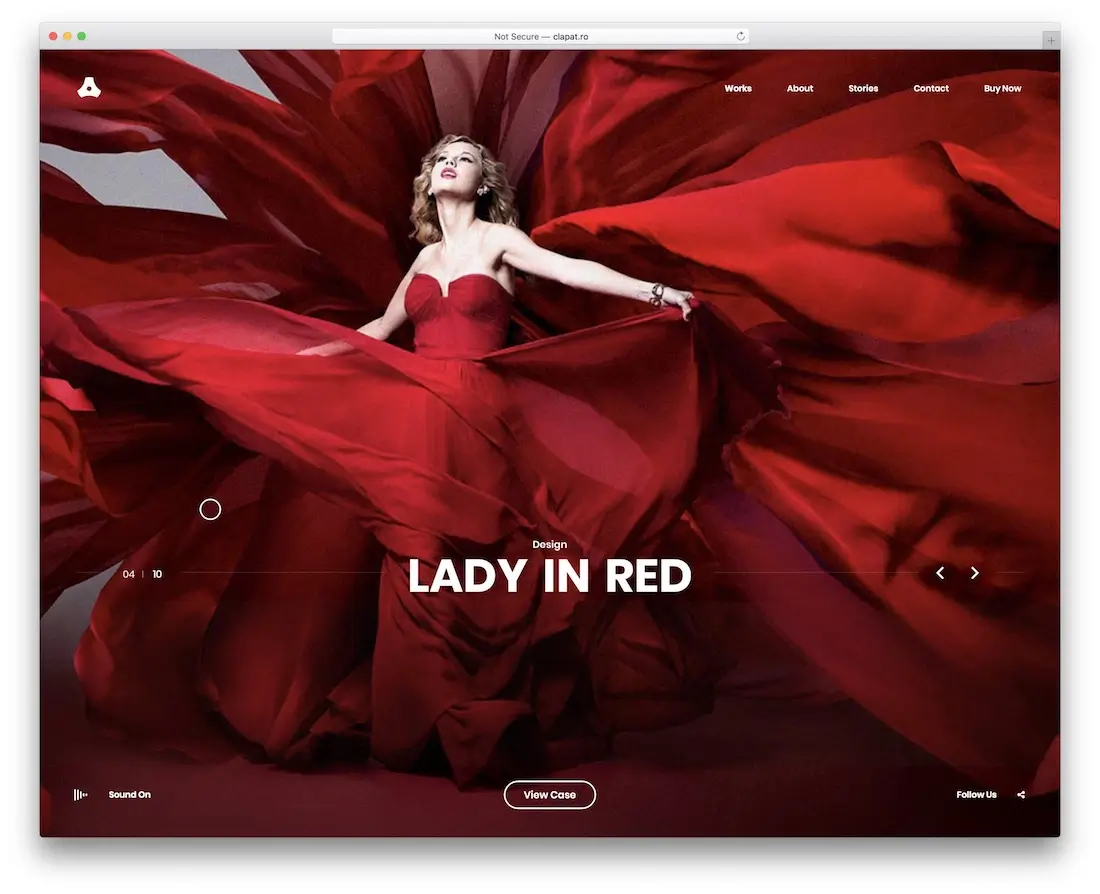 Not Secure — clapat.ro
Works About Stories Contact Buy Now
Design
LADY IN RED
04 | 10
Sound On
View Case
Follow Us